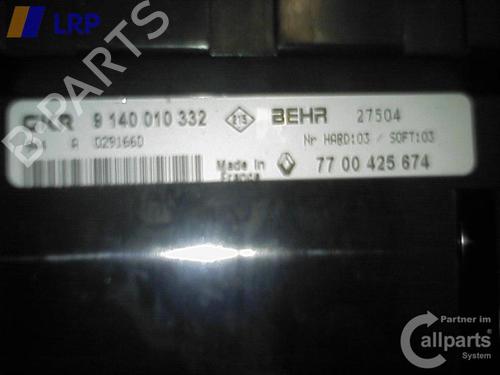 LRP
B PARTS
9 140 010 332
815
BEHR
27504
A 0291660
Nr HARD:03 / SOFT:03
Made in France
77 00 425 674
Partner im
Callparts
System